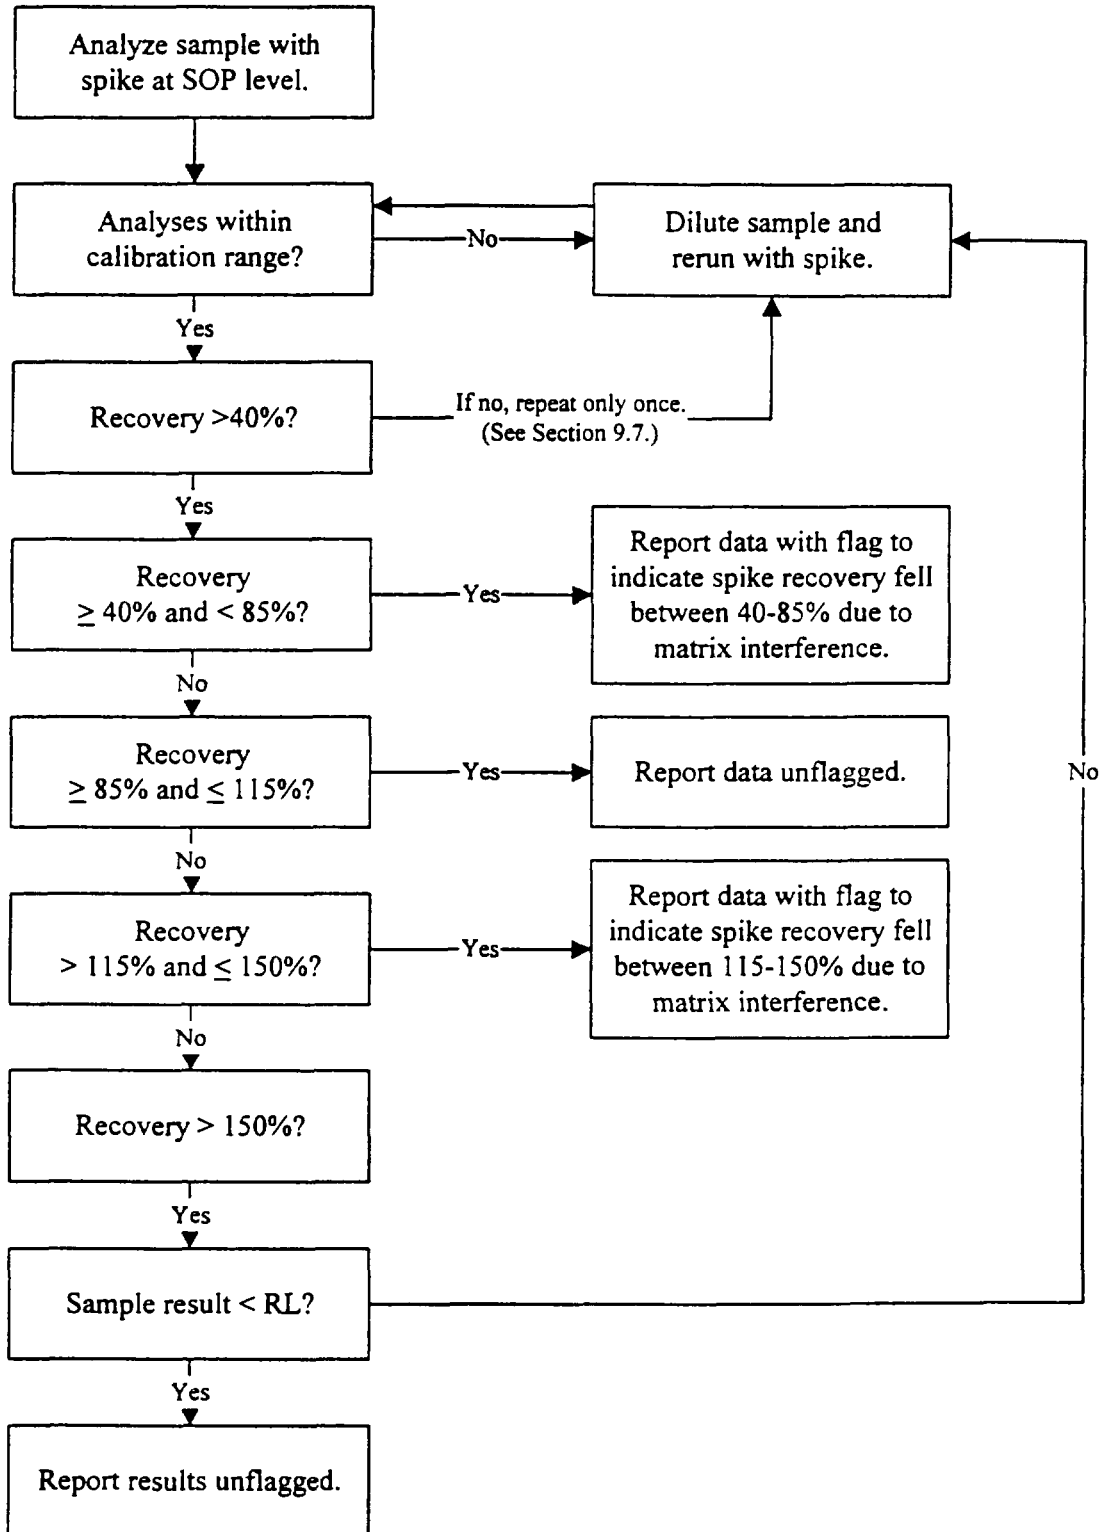 Analyze sample with
spike at SOP level.
Analyses within
calibration range?
No
Dilute sample and
rerun with spike.
Yes
Recovery >40%?
If no, repeat only once.
(See Section 9.7.)
Yes
Recovery
≥ 40% and < 85%?
Yes
Report data with flag to
indicate spike recovery fell
between 40-85% due to
matrix interference.
No
Recovery
≥ 85% and ≤ 115%?
Yes
Report data unflagged.
No
No
Recovery
> 115% and ≤ 150%?
Yes
Report data with flag to
indicate spike recovery fell
between 115-150% due to
matrix interference.
No
Recovery > 150%?
Yes
Sample result < RL?
Yes
Report results unflagged.